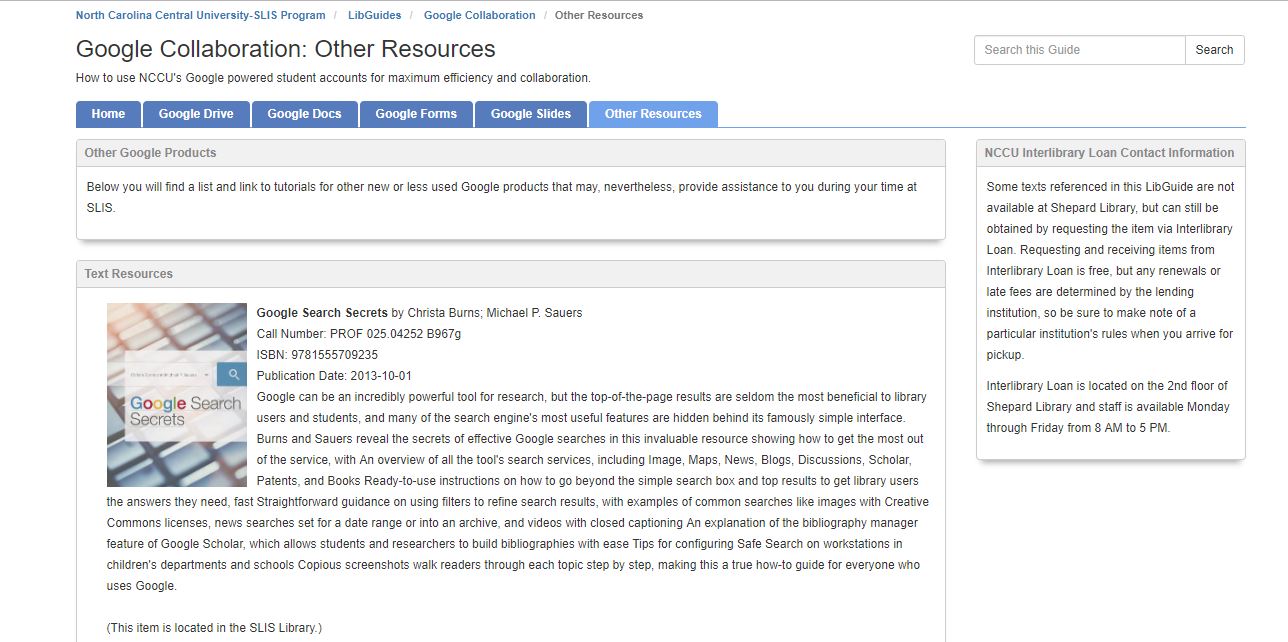 North Carolina Central University-SLIS Program / LibGuides / Google Collaboration / Other Resources
Google Collaboration: Other Resources
Search this Guide
Search
How to use NCCU's Google powered student accounts for maximum efficiency and collaboration.
Home
Google Drive
Google Docs
Google Forms
Google Slides
Other Resources
Other Google Products
Below you will find a list and link to tutorials for other new or less used Google products that may, nevertheless, provide assistance to you during your time at
SLIS.
Text Resources
Google Search
Secrets
Google Search Secrets by Christa Burns; Michael P. Sauers
Call Number: PROF 025.04252 B967g
ISBN: 9781555709235
Publication Date: 2013-10-01
Google can be an incredibly powerful tool for research, but the top-of-the-page results are seldom the most beneficial to library
users and students, and many of the search engine's most useful features are hidden behind its famously simple interface.
Burns and Sauers reveal the secrets of effective Google searches in this invaluable resource showing how to get the most out
of the service, with An overview of all the tool's search services, including Image, Maps, News, Blogs, Discussions, Scholar,
Patents, and Books Ready-to-use instructions on how to go beyond the simple search box and top results to get library users
the answers they need, fast Straightforward guidance on using filters to refine search results, with examples of common searches like images with Creative
Commons licenses, news searches set for a date range or into an archive, and videos with closed captioning An explanation of the bibliography manager
feature of Google Scholar, which allows students and researchers to build bibliographies with ease Tips for configuring Safe Search on workstations in
children's departments and schools Copious screenshots walk readers through each topic step by step, making this a true how-to guide for everyone who
uses Google.
(This item is located in the SLIS Library.)
NCCU Interlibrary Loan Contact Information
Some texts referenced in this LibGuide are not
available at Shepard Library, but can still be
obtained by requesting the item via Interlibrary
Loan. Requesting and receiving items from
Interlibrary Loan is free, but any renewals or
late fees are determined by the lending
institution, so be sure to make note of a
particular institution's rules when you arrive for
pickup.
Interlibrary Loan is located on the 2nd floor of
Shepard Library and staff is available Monday
through Friday from 8 AM to 5 PM.